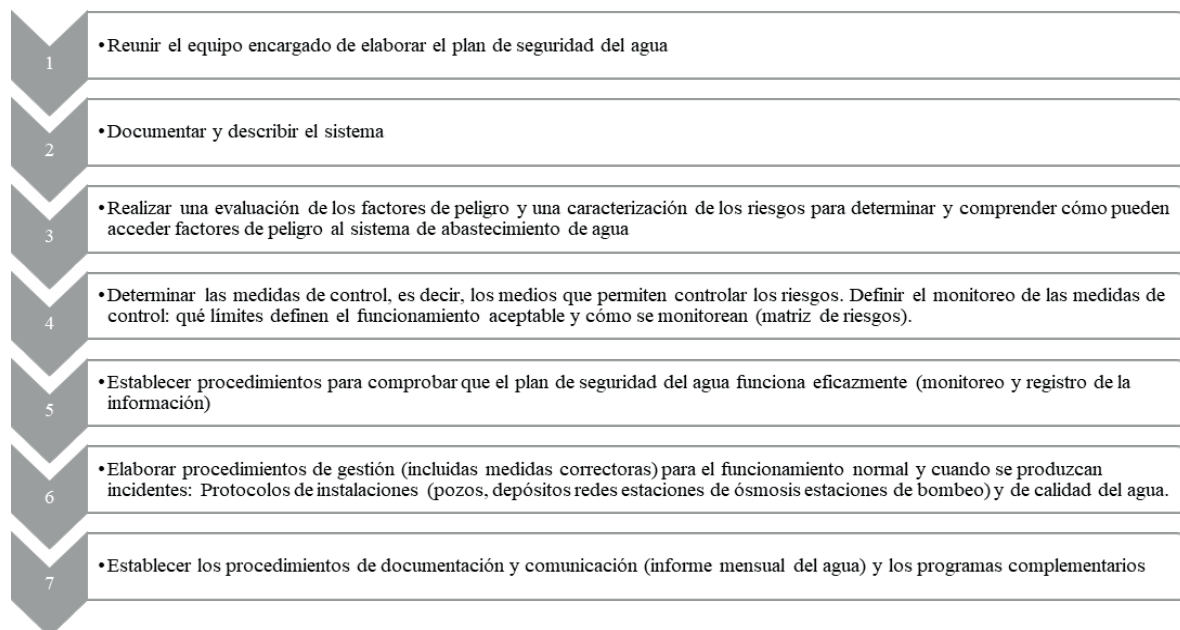 1
•Reunir el equipo encargado de elaborar el plan de seguridad del agua
2
•Documentar y describir el sistema
3
•Realizar una evaluación de los factores de peligro y una caracterización de los riesgos para determinar y comprender cómo pueden
acceder factores de peligro al sistema de abastecimiento de agua
4
•Determinar las medidas de control, es decir, los medios que permiten controlar los riesgos. Definir el monitoreo de las medidas de
control: qué límites definen el funcionamiento aceptable y cómo se monitorean (matriz de riesgos).
5
•Establecer procedimientos para comprobar que el plan de seguridad del agua funciona eficazmente (monitoreo y registro de la
información)
6
•Elaborar procedimientos de gestión (incluidas medidas correctoras) para el funcionamiento normal y cuando se produzcan
incidentes: Protocolos de instalaciones (pozos, depósitos redes estaciones de ósmosis estaciones de bombeo) y de calidad del agua.
7
•Establecer los procedimientos de documentación y comunicación (informe mensual del agua) y los programas complementarios